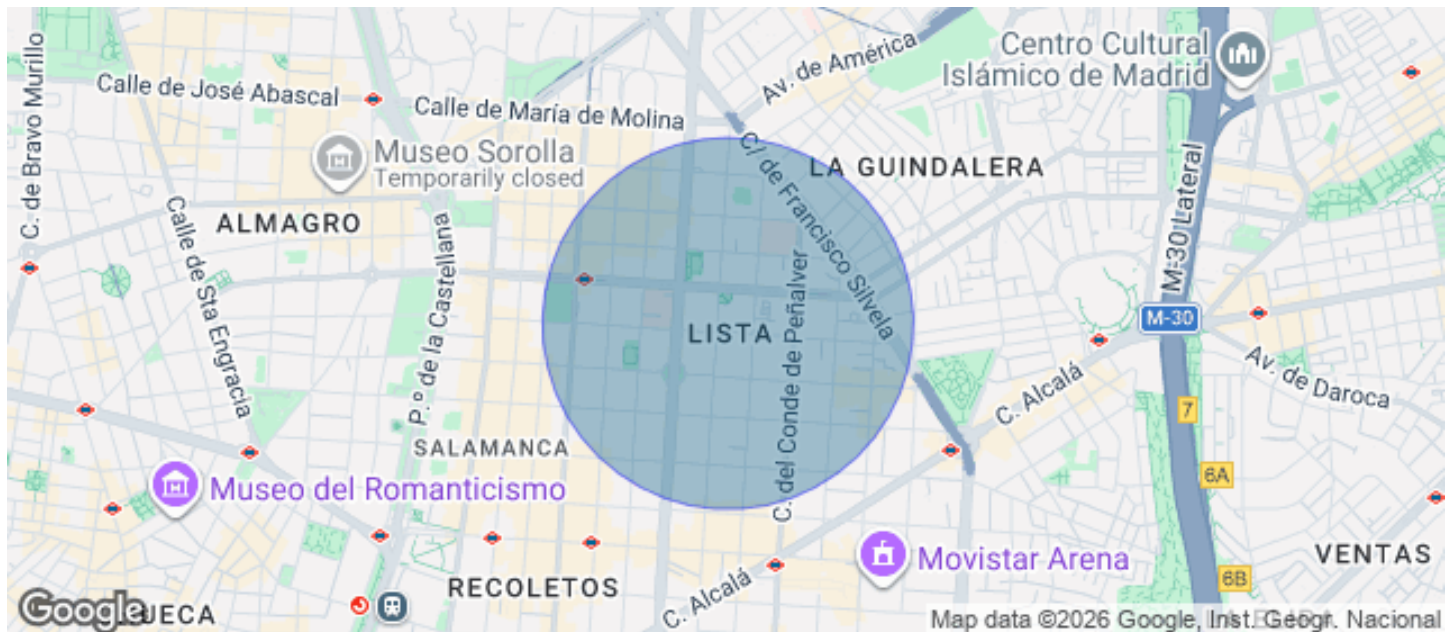 C. de Bravo Murillo
Calle de José Abascal
Calle de María de Molina
Av. de América
Centro Cultural
Islámico de Madrid
Museo Sorolla
Temporarily closed
C/ de Francisco Silvela
LA GUINDALERA
ALMAGRO
Calle de Sta Engracia
P.º de la Castellana
M-30 Lateral
LISTA
C. del Conde de Peñalver
M-30
Av. de Daroca
C. Alcalá
7
SALAMANCA
6A
Museo del Romanticismo
Movistar Arena
VENTAS
RECOLETOS
6B
C. Alcalá
Google
UECA
Map data ©2026 Google, Inst. Geogr. Nacional